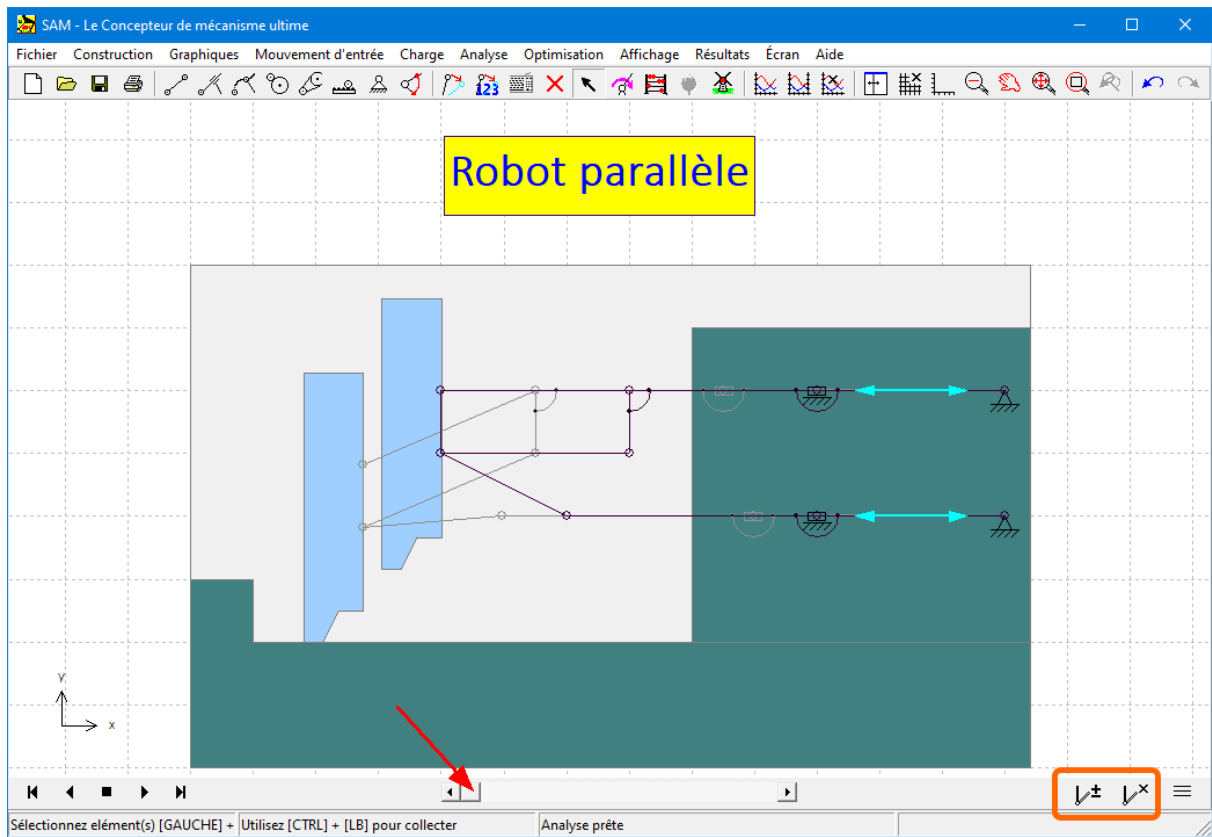 SAM - Le Concepteur de mécanisme ultime
Fichier Construction Graphiques Mouvement d'entrée Charge Analyse Optimisation Affichage Résultats Écran Aide
123
Robot parallèle
y
x
Sélectionnez elément(s) [GAUCHE] + Utilisez [CTRL] + [LB] pour collecter Analyse prête